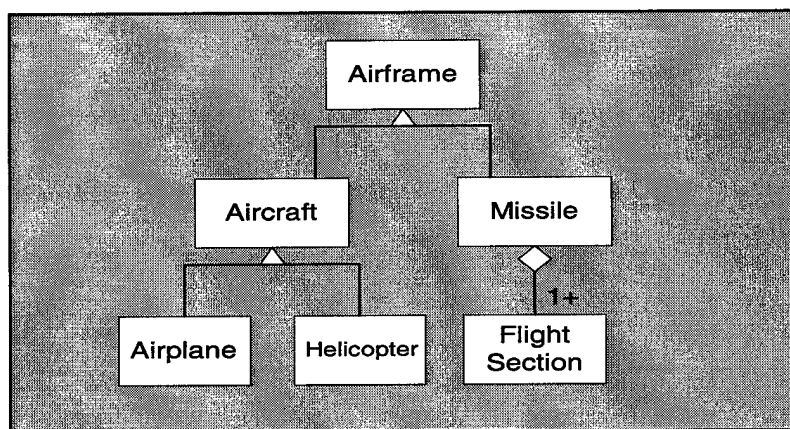 Airframe
Aircraft
Missile
1+
Airplane
Helicopter
Flight
Section